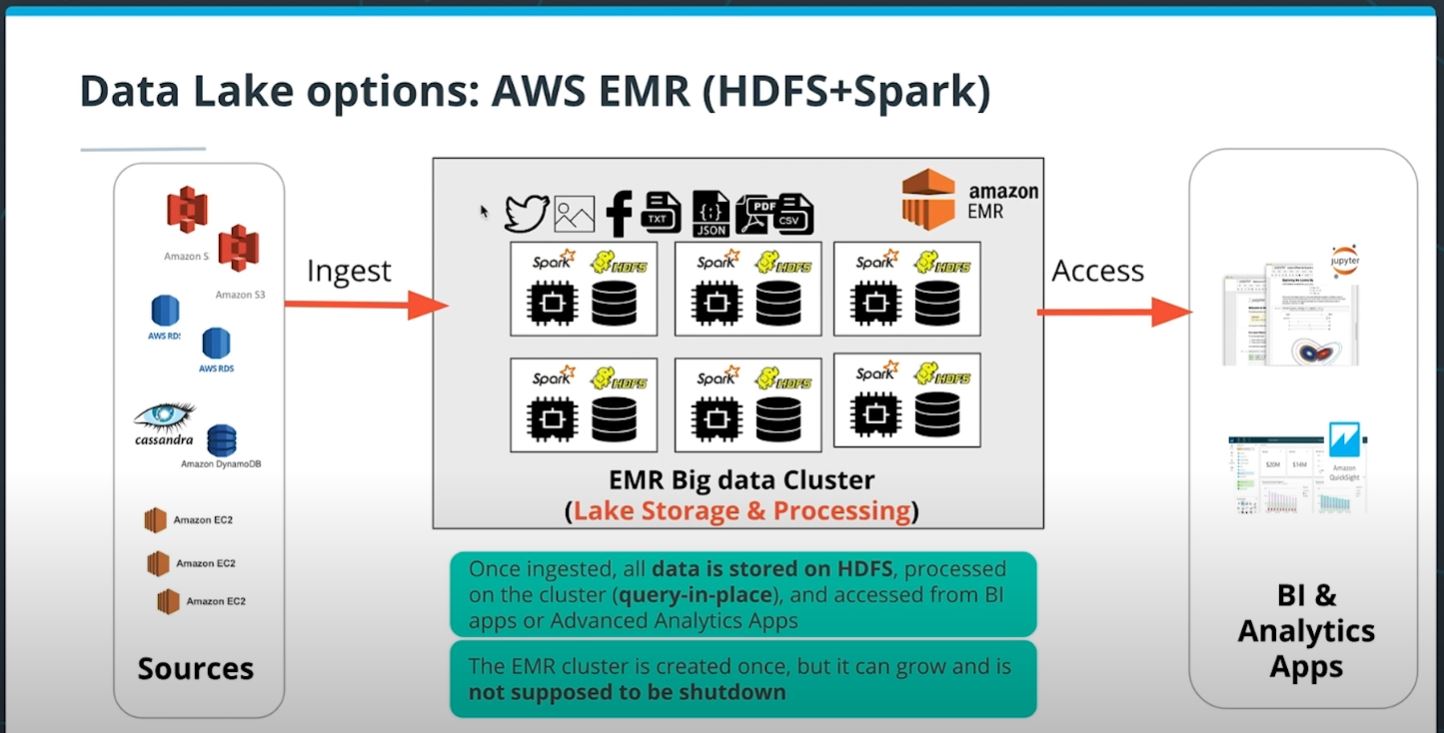 Data Lake options: AWS EMR (HDFS+Spark)
Amazon S
Amazon S3
AWS RD
AWS RDS
cassandra
Amazon DynamoDB
Amazon EC2
Amazon EC2
Amazon EC2
Sources
Ingest
TXT
{;}
JSON
PDF
CSV
amazon
EMR
Spark HDFS
Spark HDFS
Spark HDFS
Spark HDFS
Spark HDFS
Spark HDFS
EMR Big data Cluster
(Lake Storage & Processing)
Once ingested, all data is stored on HDFS, processed
on the cluster (query-in-place), and accessed from BI
apps or Advanced Analytics Apps
The EMR cluster is created once, but it can grow and is
not supposed to be shutdown
Access
jupyter
$20M
$14M
Amazon
QuickSight
BI &
Analytics
Apps